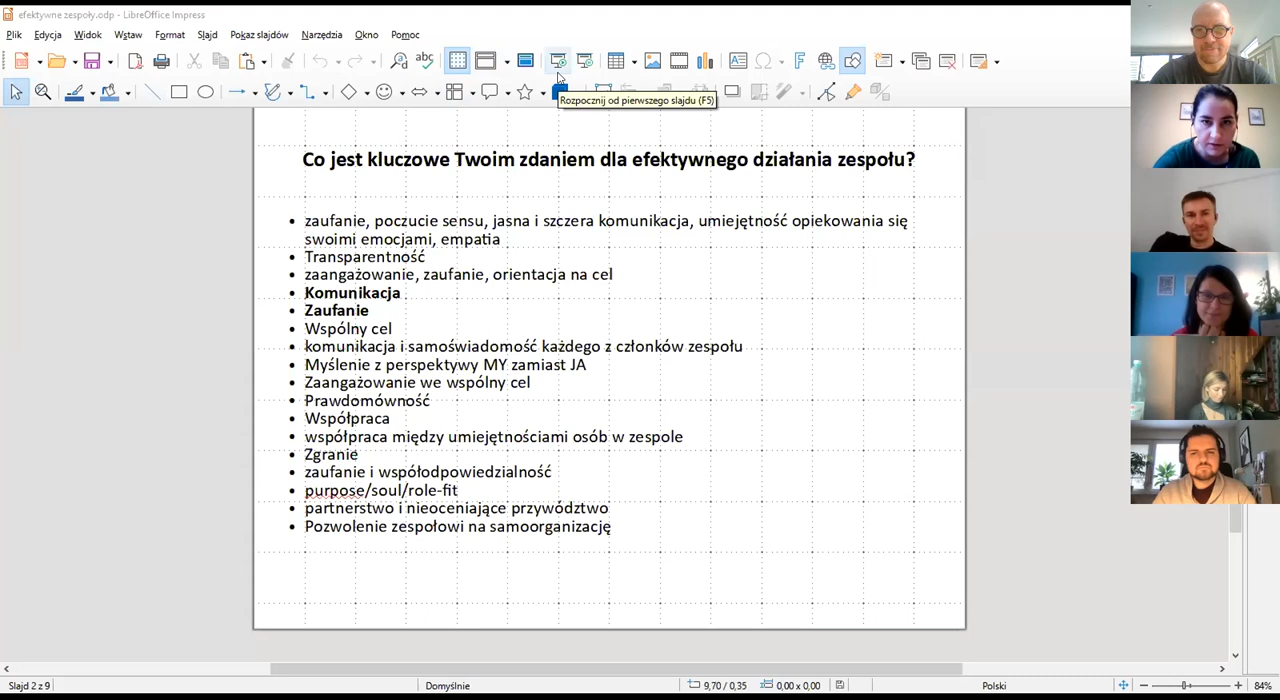 efektywne zespoły.odp - LibreOffice Impress
Plik Edycja Widok Wstaw Format Slajd Pokaz slajdów Narzędzia Okno Pomoc
abc
Rozpocznij od pierwszego slajdu (F5)
Co jest kluczowe Twoim zdaniem dla efektywnego działania zespołu?
• zaufanie, poczucie sensu, jasna i szczera komunikacja, umiejętność opiekowania się
swoimi emocjami, empatia
• Transparentność
• zaangażowanie, zaufanie, orientacja na cel
• Komunikacja
• Zaufanie
• Wspólny cel
• komunikacja i samoświadomość każdego z członków zespołu
• Myślenie z perspektywy MY zamiast JA
• Zaangażowanie we wspólny cel
• Prawdomówność
• Współpraca
• współpraca między umiejętnościami osób w zespole
• Zgranie
• zaufanie i współodpowiedzialność
• purpose/soul/role-fit
• partnerstwo i nieoceniające przywództwo
• Pozwolenie zespołowi na samoorganizację
Slajd 2 z 9 Domyślnie 9,70 / 0,35 0,00 x 0,00 Polski 84%